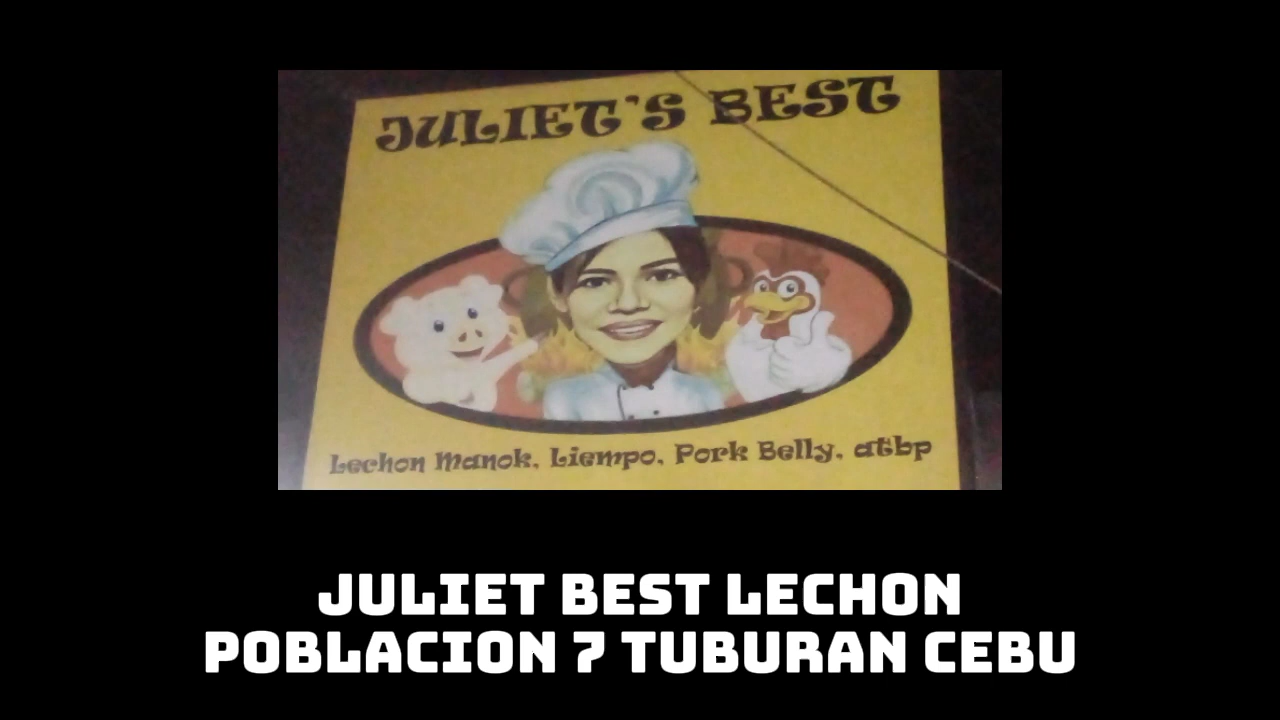 JULIET'S BEST
Lechon Manok, Liempo, Pork Belly, atbp
JULIET BEST LECHON
POBLACION 7 TUBURAN CEBU